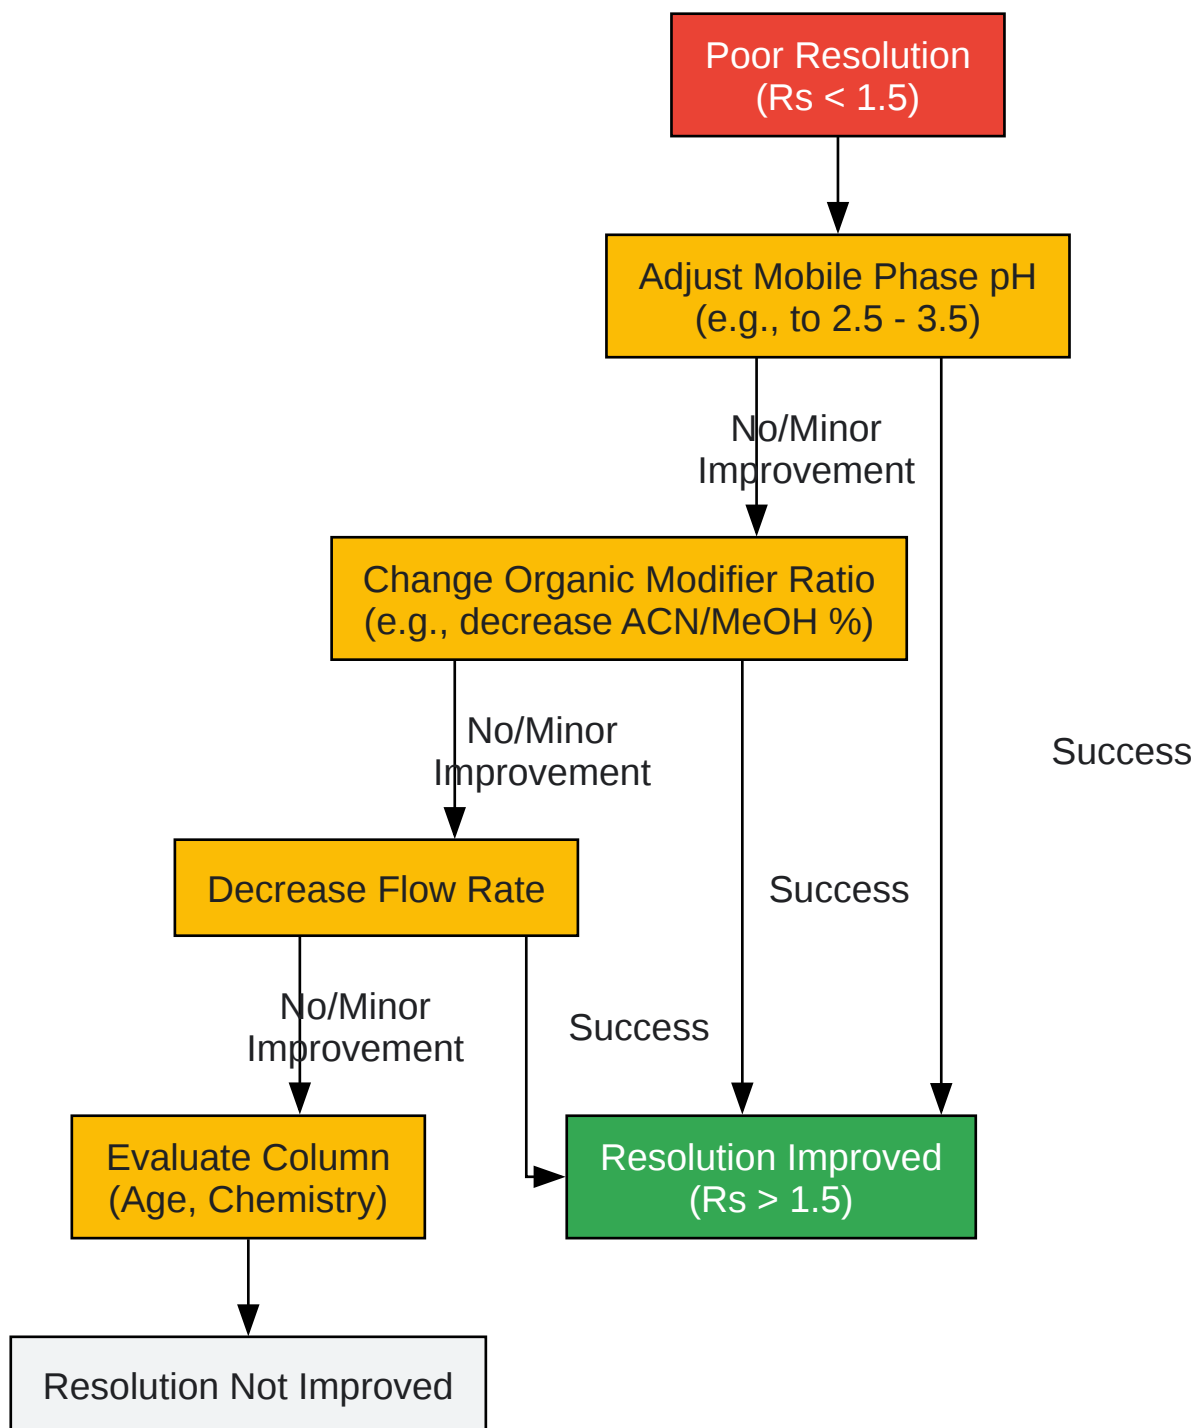 Poor Resolution
(Rs < 1.5)
Adjust Mobile Phase pH
(e.g., to 2.5 - 3.5)
No/Minor
Improvement
Change Organic Modifier Ratio
(e.g., decrease ACN/MeOH %)
No/Minor
Improvement
Success
Decrease Flow Rate
Success
No/Minor
Improvement
Success
Evaluate Column
(Age, Chemistry)
Resolution Improved
(Rs > 1.5)
Resolution Not Improved